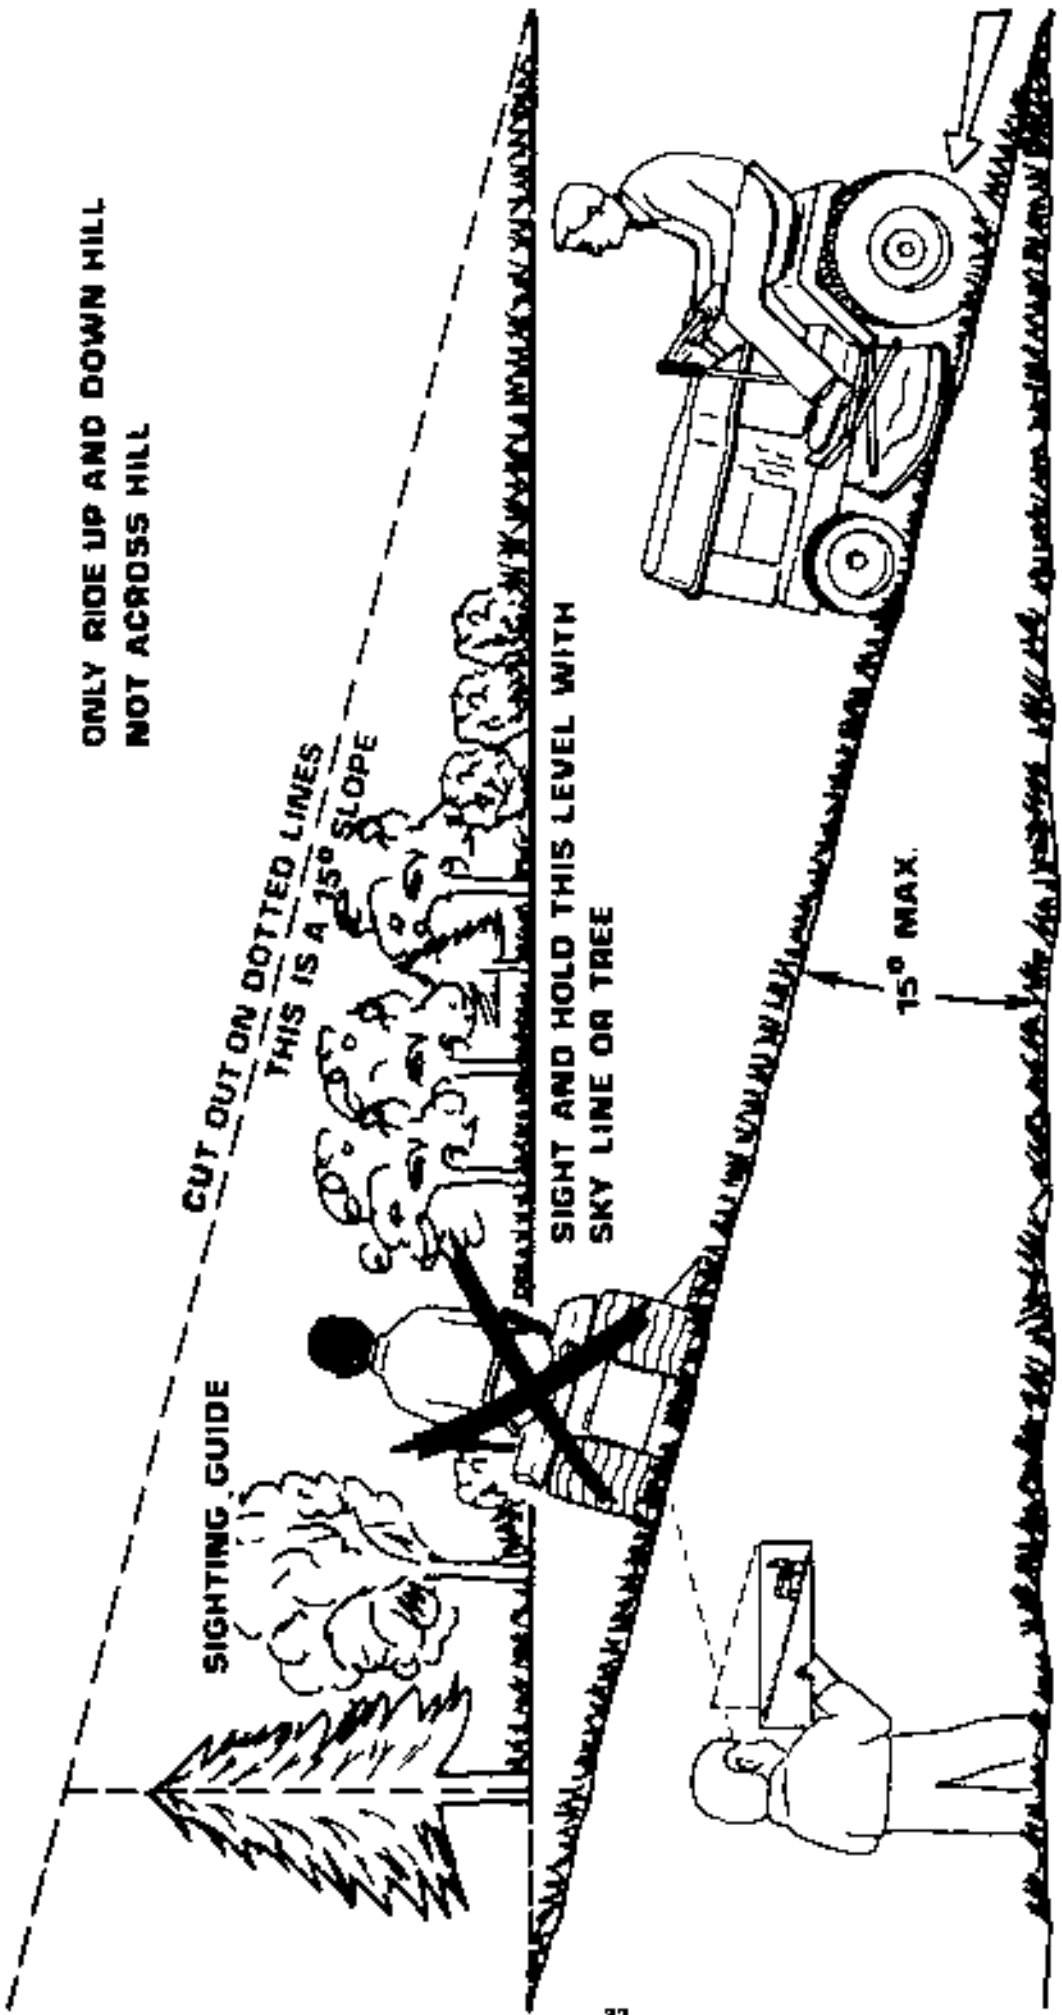 ONLY RIDE UP AND DOWN HILL
NOT ACROSS HILL
CUT OUT ON DOTTED LINES
THIS IS A 15° SLOPE
SIGHTING GUIDE
SIGHT AND HOLD THIS LEVEL WITH
SKY LINE OR TREE
15° MAX.